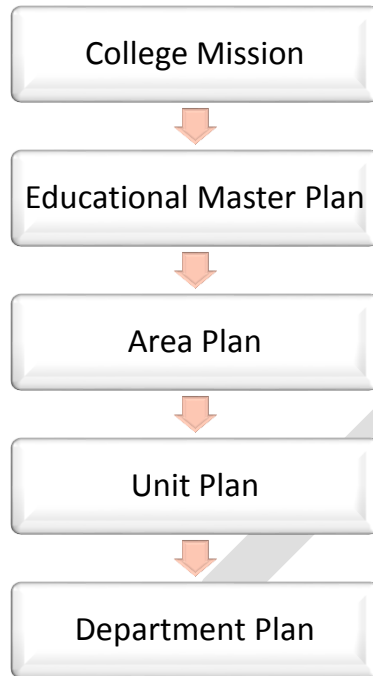 College Mission
Educational Master Plan
Area Plan
Unit Plan
Department Plan